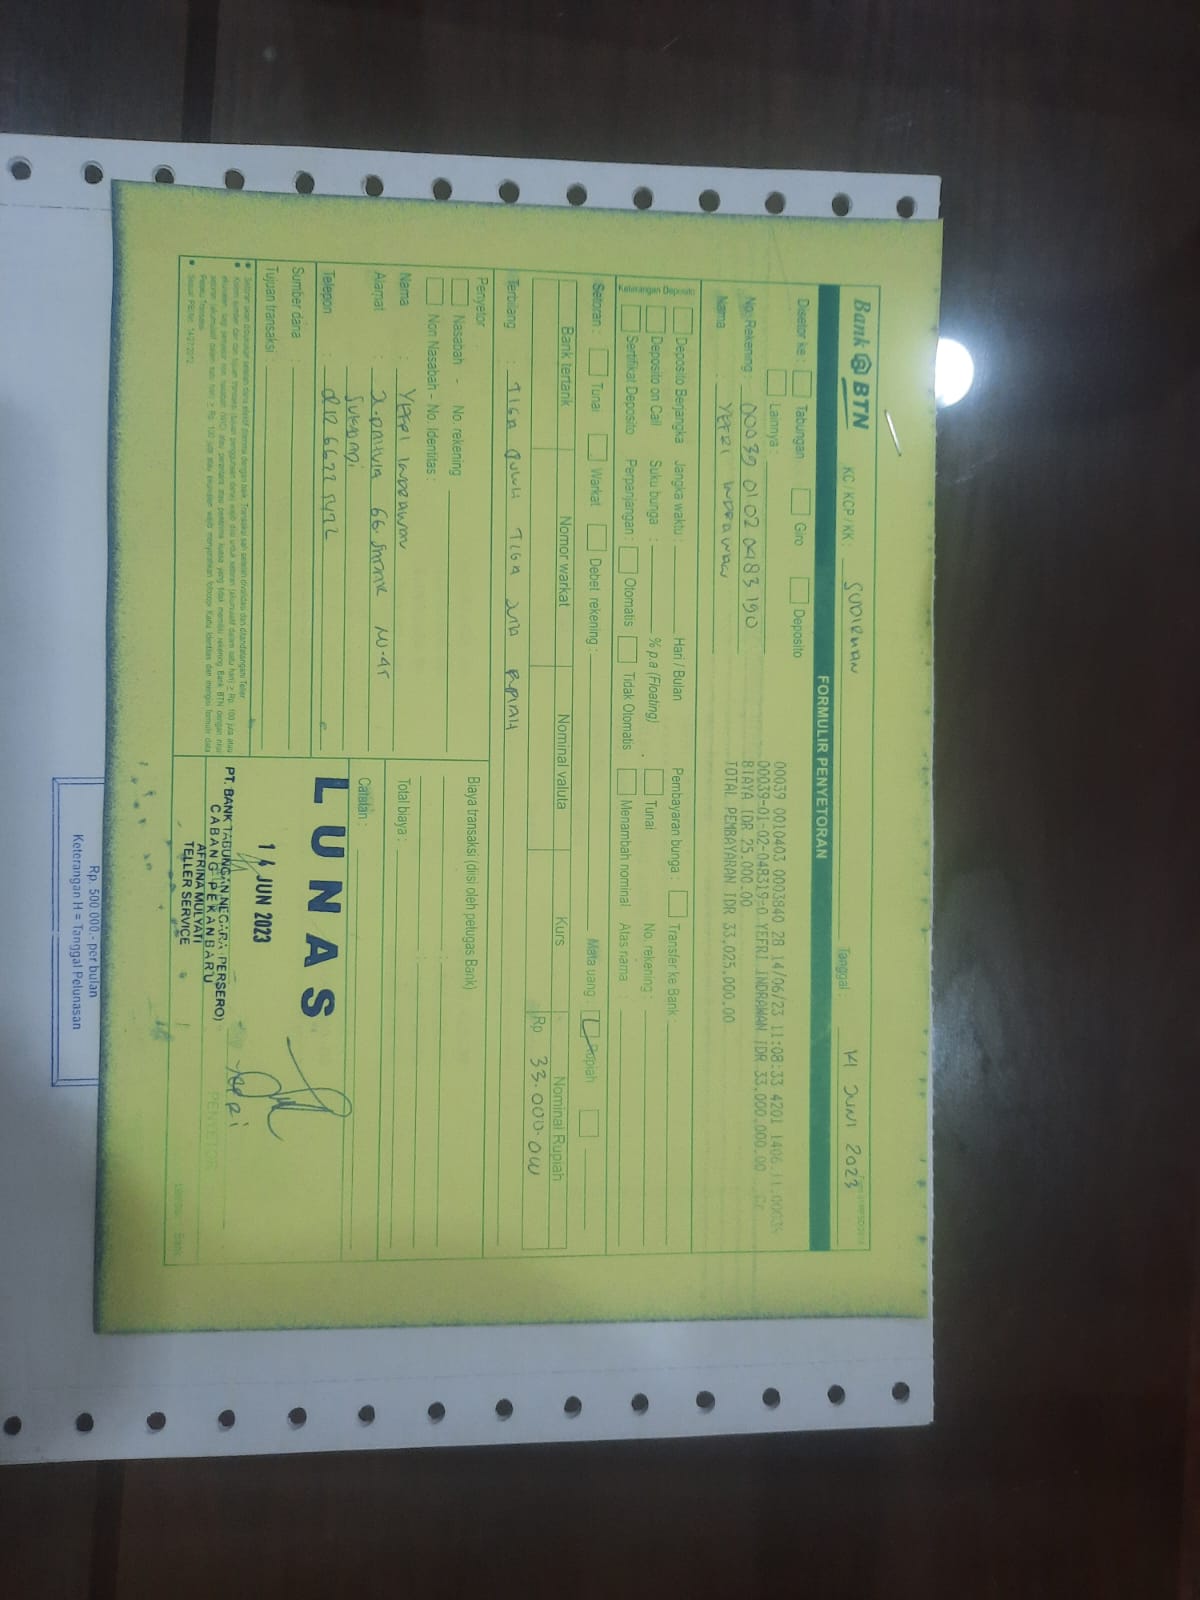 Bank BTN
KC / KCP / KK : SUDIRMAN
Tanggal : 14 JUNI 2023
FORMULIR PENYETORAN
Disetor ke : Tabungan Giro Deposito
Lainnya :
No. Rekening : 00039 01 02 048319 0
Nama : YEFRI INDRAWAN
00039 0010403 0003840 28 14/06/23 11:08:33 4201 1406.11.00035
00039-01-02-048319-0 YEFRI INDRAWAN IDR 33.000.000.00 Cr
BIAYA IDR 25.000.00
TOTAL PEMBAYARAN IDR 33.025.000.00
Keterangan Deposito
Deposito Berjangka Jangka waktu : Hari / Bulan Pembayaran bunga : Transfer ke Bank :
Deposito on Call Suku bunga : % p.a (Floating) Tunai No. rekening :
Sertifikat Deposito Perpanjangan : Otomatis Tidak Otomatis Menambah nominal Atas nama :
Setoran : Tunai Warkat Debet rekening : Mata uang : Rupiah
Bank tertarik Nomor warkat Nominal valuta Kurs Nominal Rupiah
Rp 33.000.000
Terbilang : TIGA PULUH TIGA JUTA RUPIAH
Penyetor
Nasabah - No. rekening
Non Nasabah - No. Identitas :
Nama : YEFRI INDRAWAN
Alamat :
SUKAJADI
Telepon :
Sumber dana :
Tujuan transaksi :
Biaya transaksi (diisi oleh petugas Bank)
Total biaya :
Catatan :
LUNAS
14 JUN 2023
PT. BANK TABUNGAN NEGARA (PERSERO)
CABANG PEKANBARU
AFRINA MULYATI
TELLER SERVICE
Yefri
PENYETOR
Rp. 500.000.- per bulan
Keterangan H = Tanggal Pelunasan